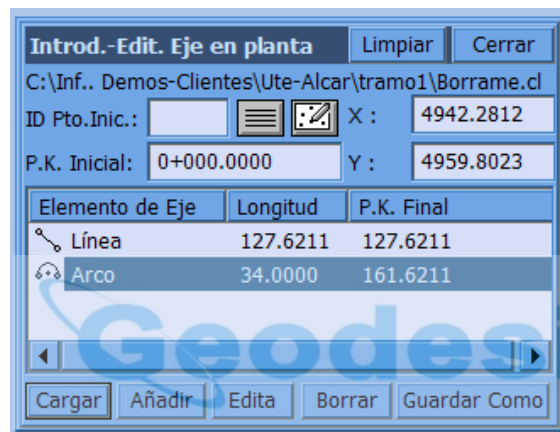 Introd.-Edit. Eje en planta Limpiar Cerrar
C:\Inf.. Demos-Clientes\Ute-Alcar\tramo1\Borrame.cl
ID Pto.Inic.: X : 4942.2812
P.K. Inicial: 0+000.0000 Y : 4959.8023
Elemento de Eje Longitud P.K. Final
Línea 127.6211 127.6211
Arco 34.0000 161.6211
Geodes
Cargar Añadir Edita Borrar Guardar Como